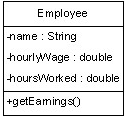 Employee
-name : String
-hourlyWage : double
-hoursWorked : double
+getEarnings()